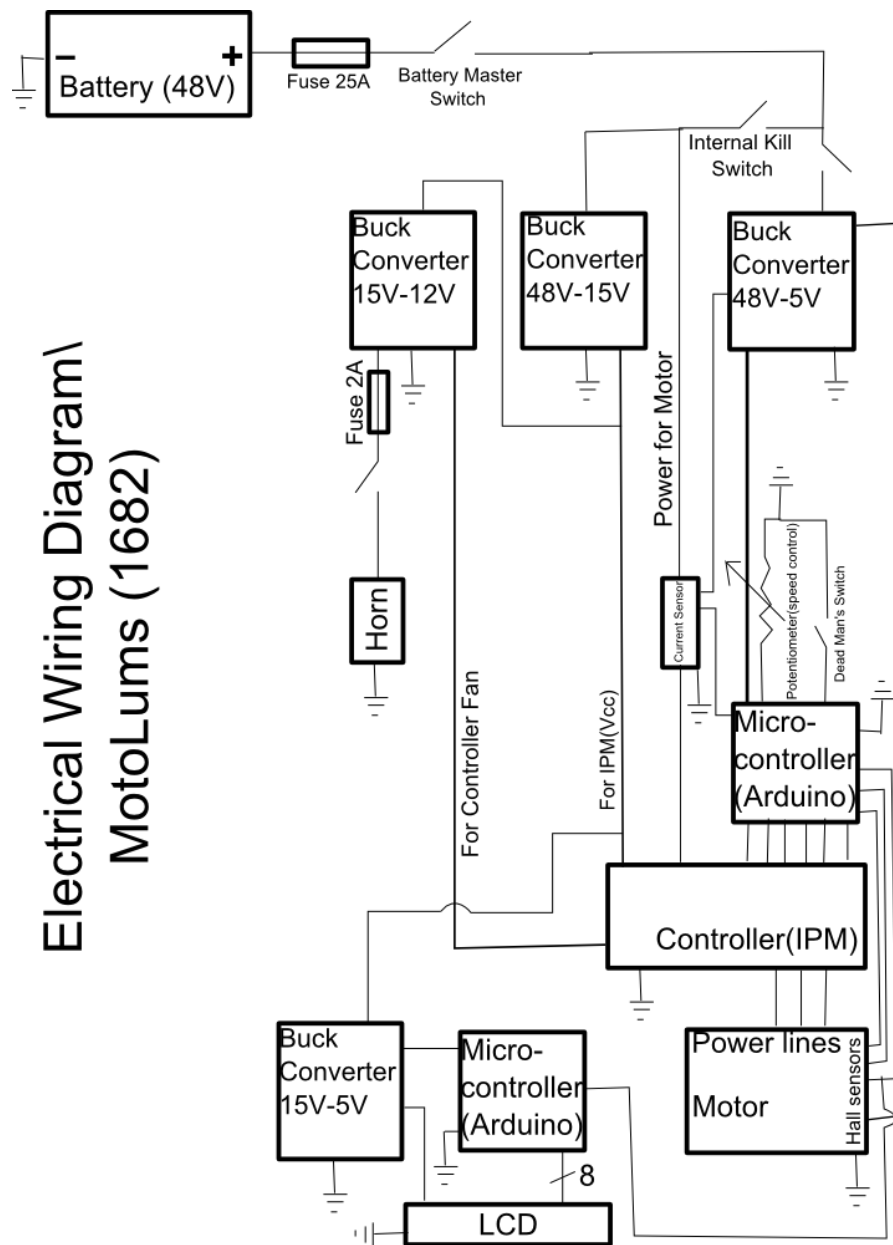 − +
Battery (48V)
Fuse 25A
Battery Master
Switch
Internal Kill
Switch
Buck
Converter
15V-12V
Buck
Converter
48V-15V
Buck
Converter
48V-5V
Fuse 2A
Horn
Power for Motor
Current Sensor
Potentiometer(speed control)
Dead Man's Switch
Electrical Wiring Diagram\
MotoLums (1682)
For Controller Fan
For IPM(Vcc)
Micro-
controller
(Arduino)
Controller(IPM)
Buck
Converter
15V-5V
Micro-
controller
(Arduino)
8
LCD
Power lines
Motor
Hall sensors